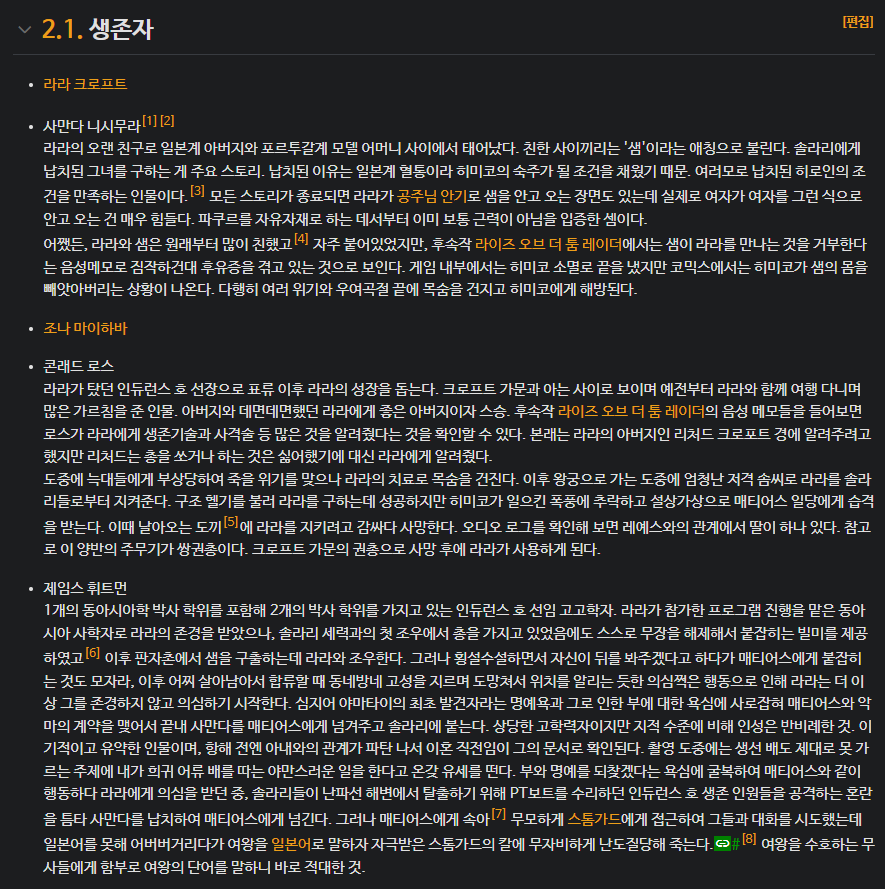 2.1. 생존자
[편집]
• 라라 크로프트
• 사만다 니시무라[1] [2]
라라의 오랜 친구로 일본계 아버지와 포르투갈계 모델 어머니 사이에서 태어났다. 친한 사이끼리는 '샘'이라는 애칭으로 불린다. 솔라리에게
납치된 그녀를 구하는 게 주요 스토리. 납치된 이유는 일본계 혈통이라 히미코의 숙주가 될 조건을 채웠기 때문. 여러모로 납치된 히로인의 조
건을 만족하는 인물이다.[3] 모든 스토리가 종료되면 라라가 공주님 안기로 샘을 안고 오는 장면도 있는데 실제로 여자가 여자를 그런 식으로
안고 오는 건 매우 힘들다. 파쿠르를 자유자재로 하는 데서부터 이미 보통 근력이 아님을 입증한 셈이다.
어쨌든, 라라와 샘은 원래부터 많이 친했고[4] 자주 붙어있었지만, 후속작 라이즈 오브 더 툼 레이더에서는 샘이 라라를 만나는 것을 거부한다
는 음성메모로 짐작하건대 후유증을 겪고 있는 것으로 보인다. 게임 내부에서는 히미코 소멸로 끝을 냈지만 코믹스에서는 히미코가 샘의 몸을
빼앗아버리는 상황이 나온다. 다행히 여러 위기와 우여곡절 끝에 목숨을 건지고 히미코에게 해방된다.
• 조나 마이하바
• 콘래드 로스
라라가 탔던 인듀런스 호 선장으로 표류 이후 라라의 성장을 돕는다. 크로프트 가문과 아는 사이로 보이며 예전부터 라라와 함께 여행 다니며
많은 가르침을 준 인물. 아버지와 데면데면했던 라라에게 좋은 아버지이자 스승. 후속작 라이즈 오브 더 툼 레이더의 음성 메모들을 들어보면
로스가 라라에게 생존기술과 사격술 등 많은 것을 알려줬다는 것을 확인할 수 있다. 본래는 라라의 아버지인 리처드 크로포트 경에 알려주려고
했지만 리처드는 총을 쏘거나 하는 것은 싫어했기에 대신 라라에게 알려줬다.
도중에 늑대들에게 부상당하여 죽을 위기를 맞으나 라라의 치료로 목숨을 건진다. 이후 왕궁으로 가는 도중에 엄청난 저격 솜씨로 라라를 솔라
리들로부터 지켜준다. 구조 헬기를 불러 라라를 구하는데 성공하지만 히미코가 일으킨 폭풍에 추락하고 설상가상으로 매티어스 일당에게 습격
을 받는다. 이때 날아오는 도끼[5]에 라라를 지키려고 감싸다 사망한다. 오디오 로그를 확인해 보면 레예스와의 관계에서 딸이 하나 있다. 참고
로 이 양반의 주무기가 쌍권총이다. 크로프트 가문의 권총으로 사망 후에 라라가 사용하게 된다.
• 제임스 휘트먼
1개의 동아시아학 박사 학위를 포함해 2개의 박사 학위를 가지고 있는 인듀런스 호 선임 고고학자. 라라가 참가한 프로그램 진행을 맡은 동아
시아 사학자로 라라의 존경을 받았으나, 솔라리 세력과의 첫 조우에서 총을 가지고 있었음에도 스스로 무장을 해제해서 붙잡히는 빌미를 제공
하였고[6] 이후 판자촌에서 샘을 구출하는데 라라와 조우한다. 그러나 횡설수설하면서 자신이 뒤를 봐주겠다고 하다가 매티어스에게 붙잡히
는 것도 모자라, 이후 어찌 살아남아서 합류할 때 동네방네 고성을 지르며 도망쳐서 위치를 알리는 듯한 의심쩍은 행동으로 인해 라라는 더 이
상 그를 존경하지 않고 의심하기 시작한다. 심지어 야마타이의 최초 발견자라는 명예욕과 그로 인한 부에 대한 욕심에 사로잡혀 매티어스와 악
마의 계약을 맺어서 끝내 사만다를 매티어스에게 넘겨주고 솔라리에 붙는다. 상당한 고학력자이지만 지적 수준에 비해 인성은 반비례한 것. 이
기적이고 유약한 인물이며, 항해 전엔 아내와의 관계가 파탄 나서 이혼 직전임이 그의 문서로 확인된다. 촬영 도중에는 생선 배도 제대로 못 가
르는 주제에 내가 희귀 어류 배를 따는 야만스러운 일을 한다고 온갖 유세를 떤다. 부와 명예를 되찾겠다는 욕심에 굴복하여 매티어스와 같이
행동하다 라라에게 의심을 받던 중, 솔라리들이 난파선 해변에서 탈출하기 위해 PT보트를 수리하던 인듀런스 호 생존 인원들을 공격하는 혼란
을 틈타 사만다를 납치하여 매티어스에게 넘긴다. 그러나 매티어스에게 속아[7] 무모하게 스톰가드에게 접근하여 그들과 대화를 시도했는데
일본어를 못해 어버버거리다가 여왕을 일본어로 말하자 자극받은 스톰가드의 칼에 무자비하게 난도질당해 죽는다.#[8] 여왕을 수호하는 무
사들에게 함부로 여왕의 단어를 말하니 바로 적대한 것.